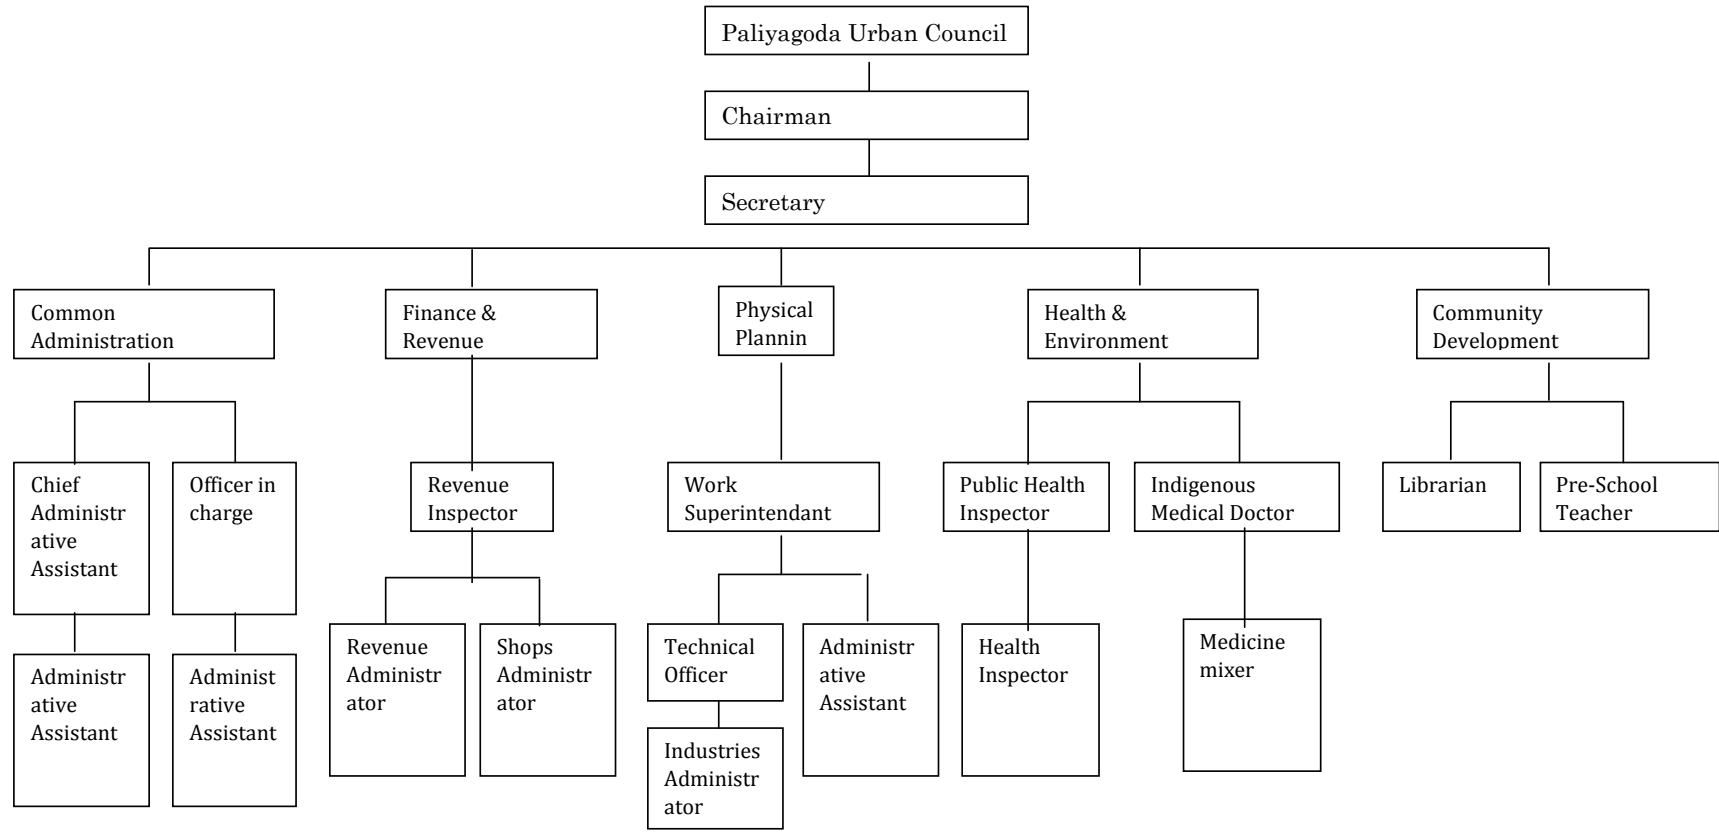 Paliyagoda Urban Council
Chairman
Secretary
Common
Administration
Finance &
Revenue
Physical
Plannin
Health &
Environment
Community
Development
Chief
Administr
ative
Assistant
Officer in
charge
Revenue
Inspector
Work
Superintendant
Public Health
Inspector
Indigenous
Medical Doctor
Librarian
Pre-School
Teacher
Administr
ative
Assistant
Administ
rative
Assistant
Revenue
Administr
ator
Shops
Administr
ator
Technical
Officer
Administr
ative
Assistant
Health
Inspector
Medicine
mixer
Industries
Administr
ator